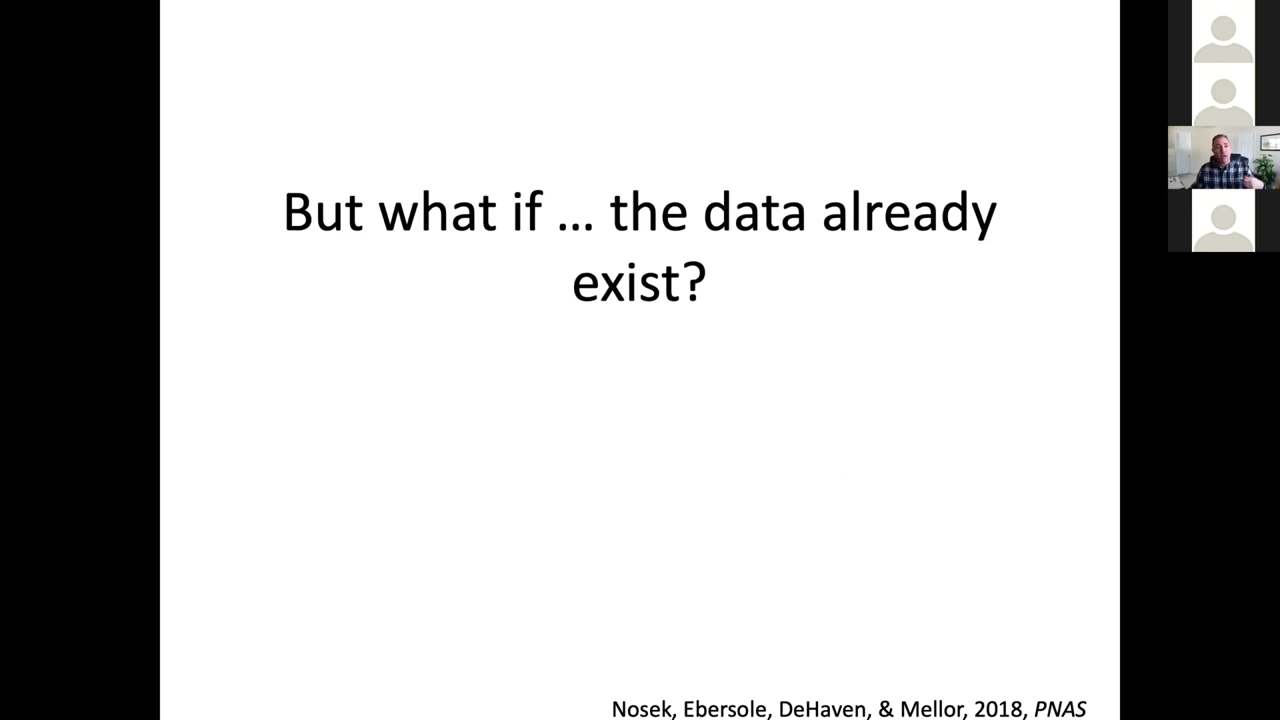 But what if … the data already
exist?
Nosek, Ebersole, DeHaven, & Mellor, 2018, PNAS